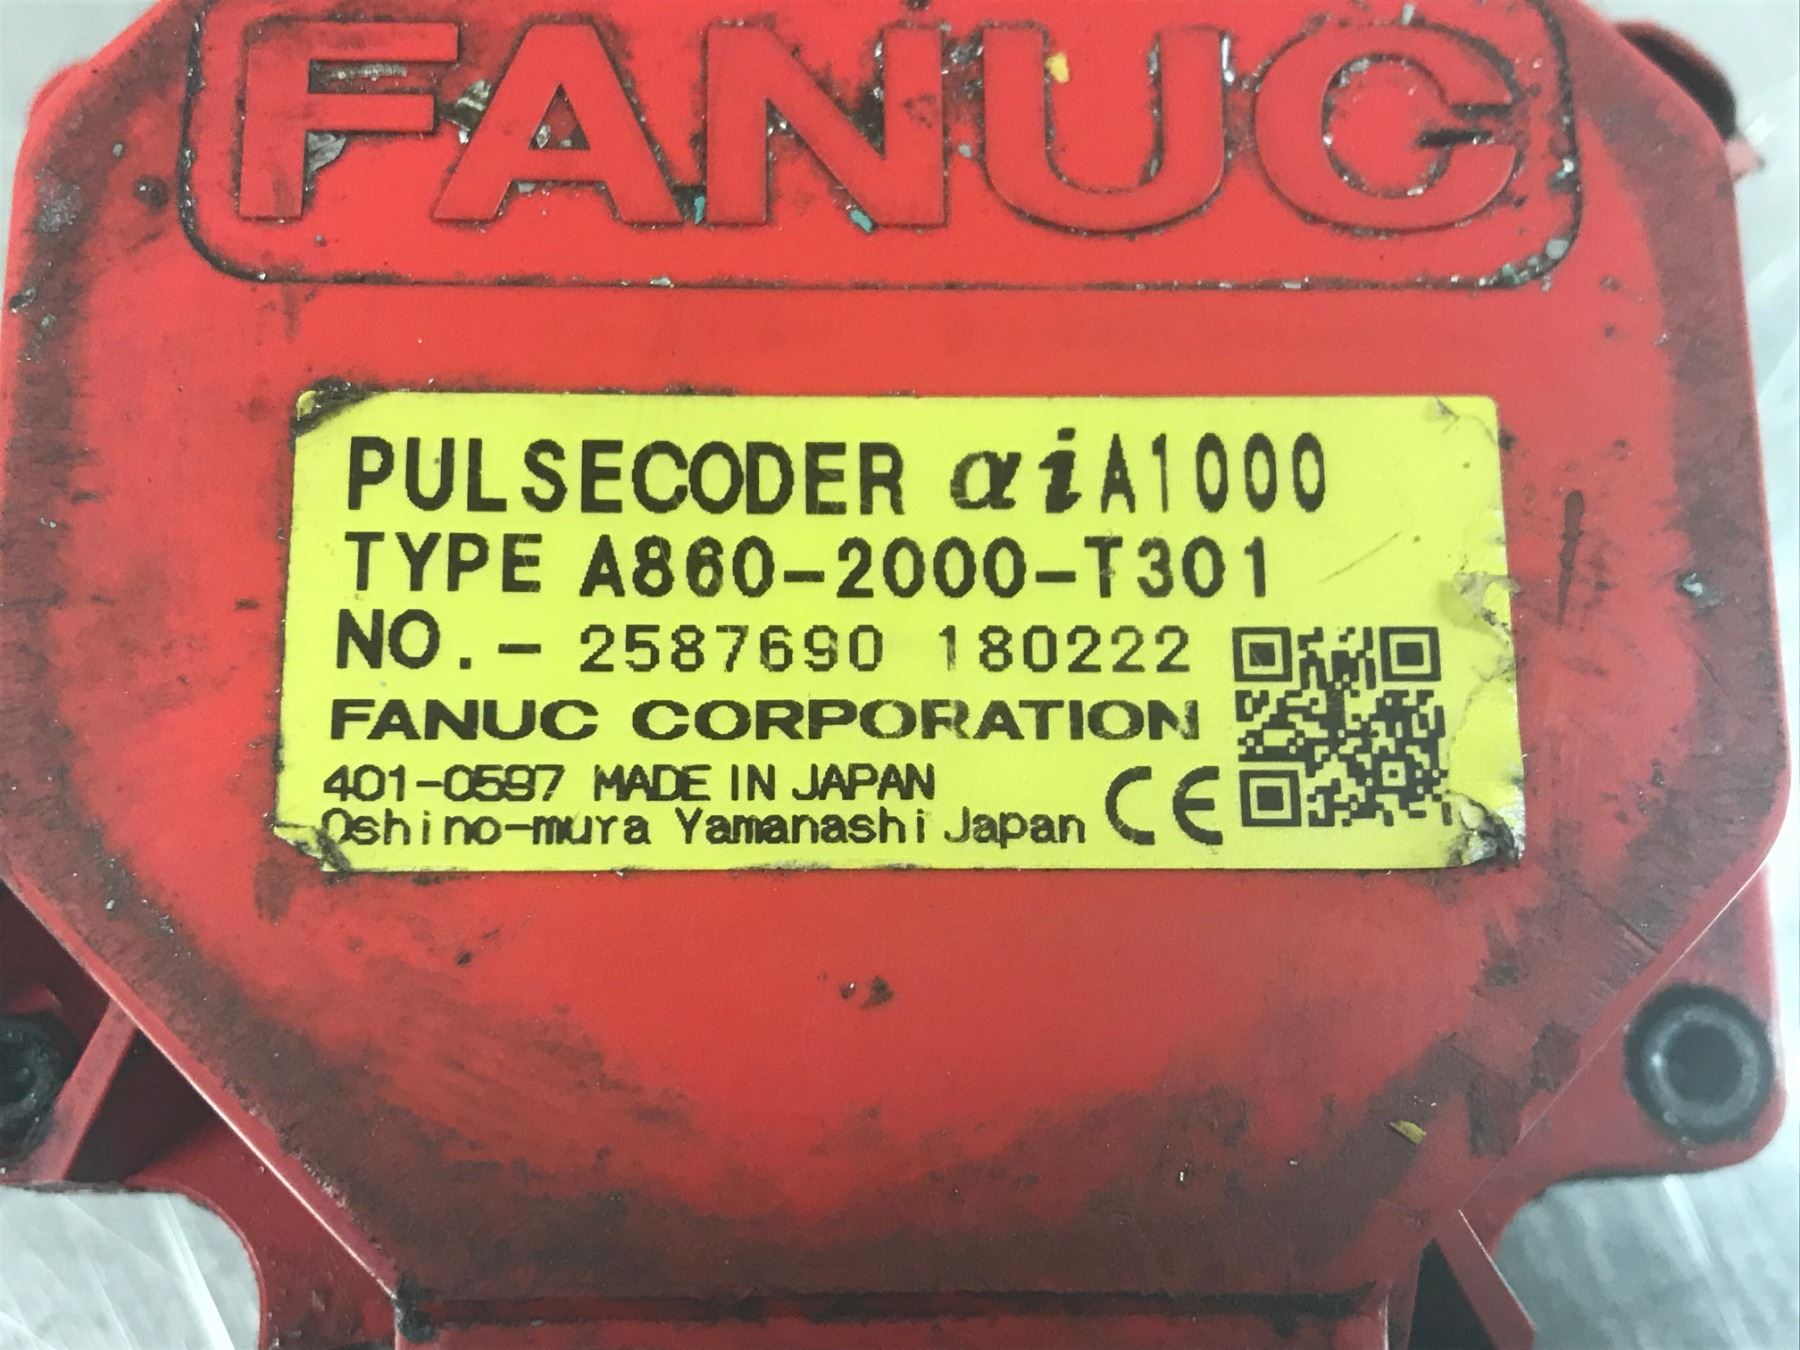 FANUC
PULSECODER αiA1000
TYPE A860-2000-T301
NO.-2587690 180222
FANUC CORPORATION
401-0597 MADE IN JAPAN
Oshino-mura Yamanashi Japan CE